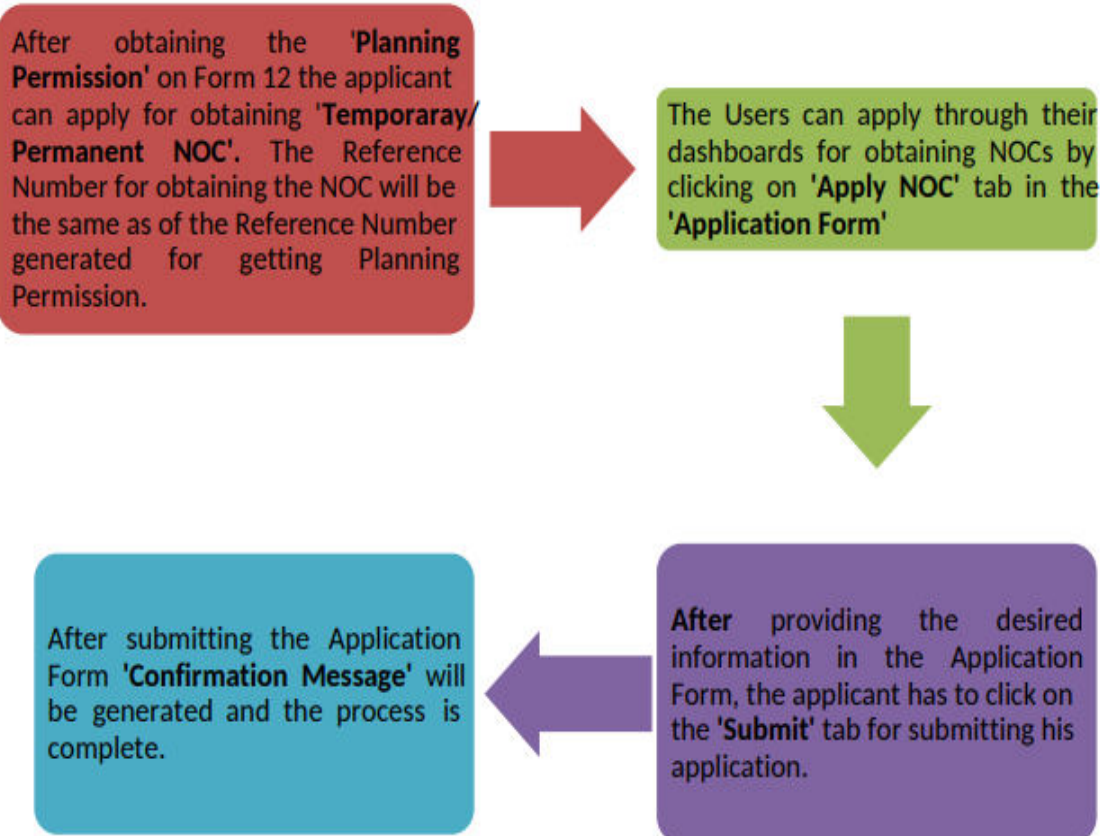 After obtaining the 'Planning
Permission' on Form 12 the applicant
can apply for obtaining 'Temporaray/
Permanent NOC'. The Reference
Number for obtaining the NOC will be
the same as of the Reference Number
generated for getting Planning
Permission.
The Users can apply through their
dashboards for obtaining NOCs by
clicking on 'Apply NOC' tab in the
'Application Form'
After providing the desired
information in the Application
Form, the applicant has to click on
the 'Submit' tab for submitting his
application.
After submitting the Application
Form 'Confirmation Message' will
be generated and the process is
complete.